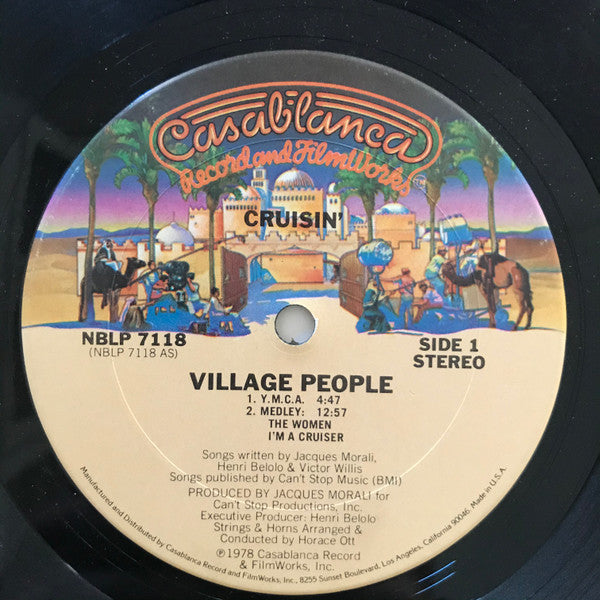 Casablanca
Record and FilmWorks TM
CRUISIN'
NBLP 7118
(NBLP 7118 AS)
SIDE 1
STEREO
VILLAGE PEOPLE
1. Y.M.C.A. 4:47
2. MEDLEY: 12:57
THE WOMEN
I'M A CRUISER
Songs written by Jacques Morali,
Henri Belolo & Victor Willis
Songs published by Can't Stop Music (BMI)
PRODUCED BY JACQUES MORALI for
Can't Stop Productions, Inc.
Executive Producer: Henri Belolo
Strings & Horns Arranged &
Conducted by Horace Ott
℗1978 Casablanca Record
& FilmWorks, Inc.
Manufactured and Distributed by Casablanca Record and FilmWorks, Inc., 8255 Sunset Boulevard, Los Angeles, California 90046, Made in U.S.A.